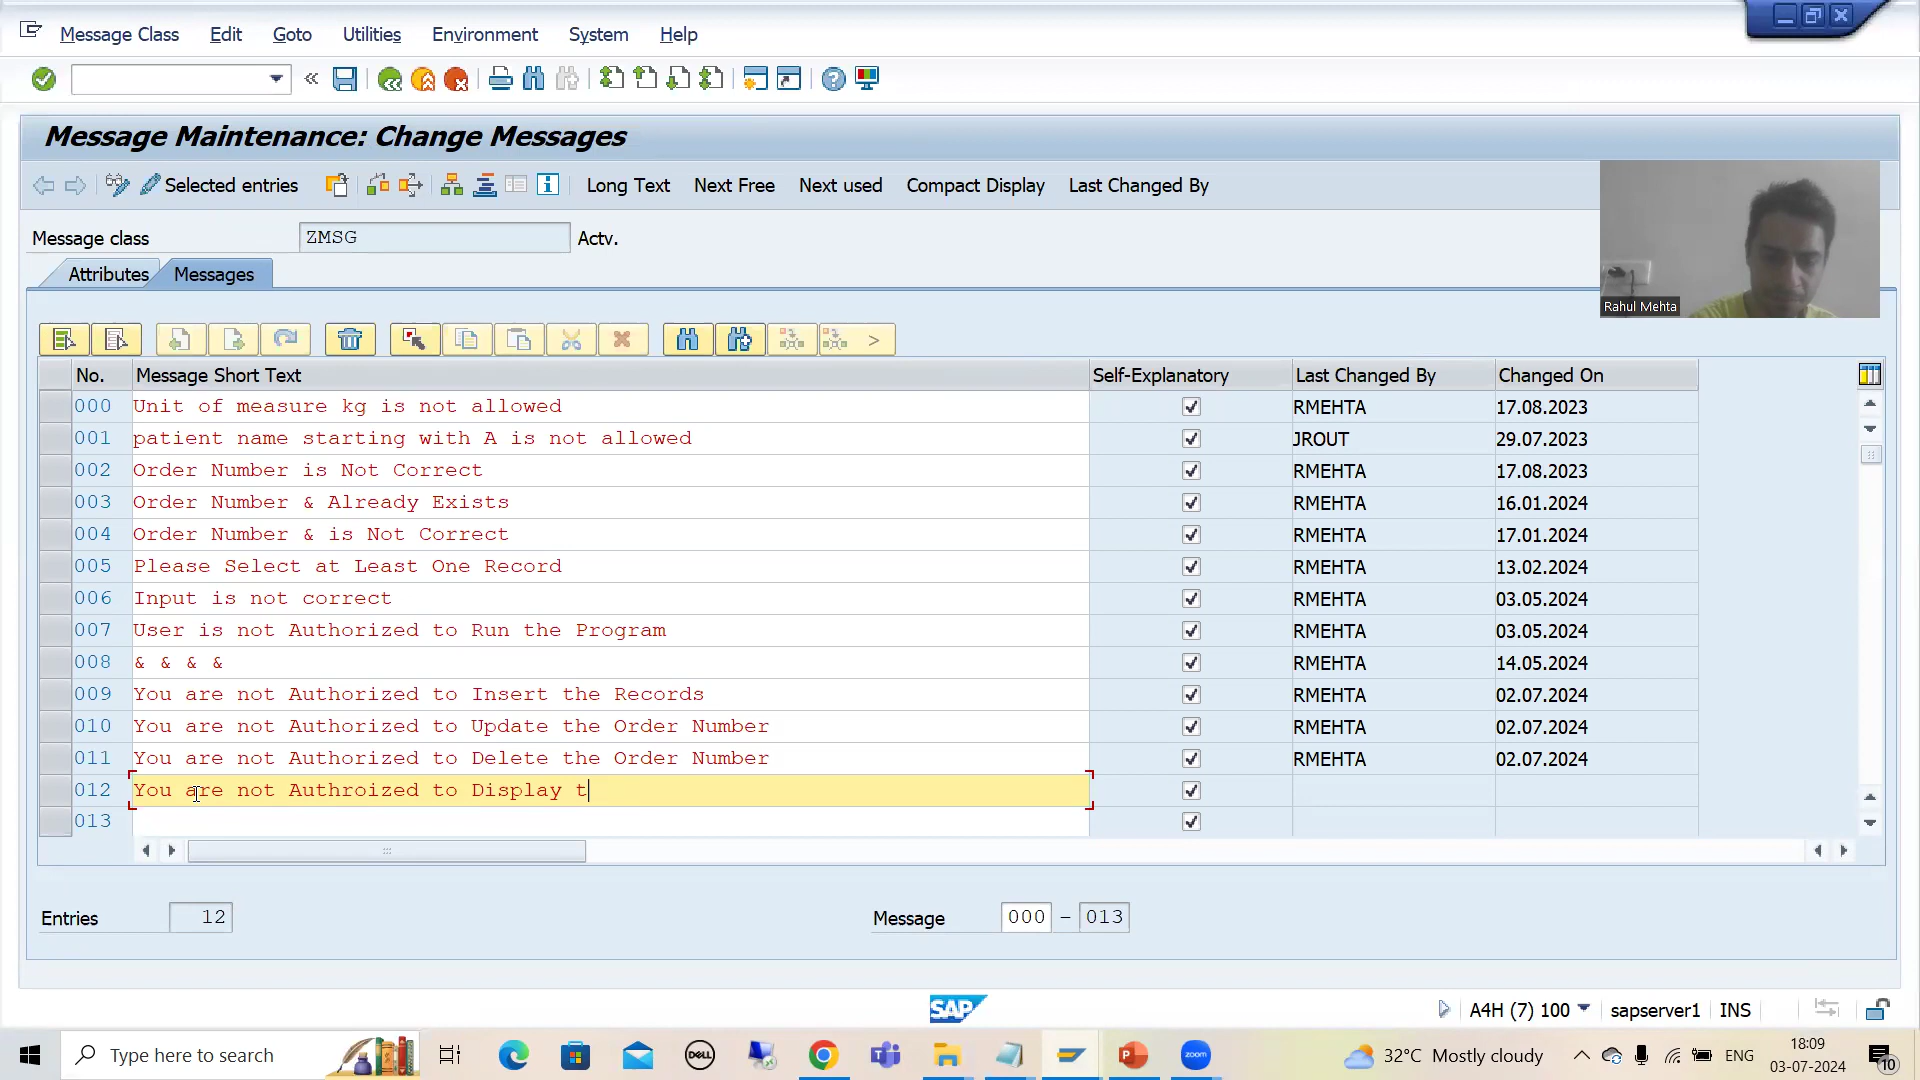 Message Class Edit Goto Utilities Environment System Help
Message Maintenance: Change Messages
Selected entries Long Text Next Free Next used Compact Display Last Changed By
Message class ZMSG Actv.
Attributes Messages
Rahul Mehta
No. Message Short Text Self-Explanatory Last Changed By Changed On
000 Unit of measure kg is not allowed RMEHTA 17.08.2023
001 patient name starting with A is not allowed JROUT 29.07.2023
002 Order Number is Not Correct RMEHTA 17.08.2023
003 Order Number & Already Exists RMEHTA 16.01.2024
004 Order Number & is Not Correct RMEHTA 17.01.2024
005 Please Select at Least One Record RMEHTA 13.02.2024
006 Input is not correct RMEHTA 03.05.2024
007 User is not Authorized to Run the Program RMEHTA 03.05.2024
008 & & & & RMEHTA 14.05.2024
009 You are not Authorized to Insert the Records RMEHTA 02.07.2024
010 You are not Authorized to Update the Order Number RMEHTA 02.07.2024
011 You are not Authorized to Delete the Order Number RMEHTA 02.07.2024
012 You are not Authroized to Display t
013
Entries 12 Message 000 - 013
SAP A4H (7) 100 sapserver1 INS
Type here to search DELL zoom 32°C Mostly cloudy ENG 18:09
03-07-2024 10